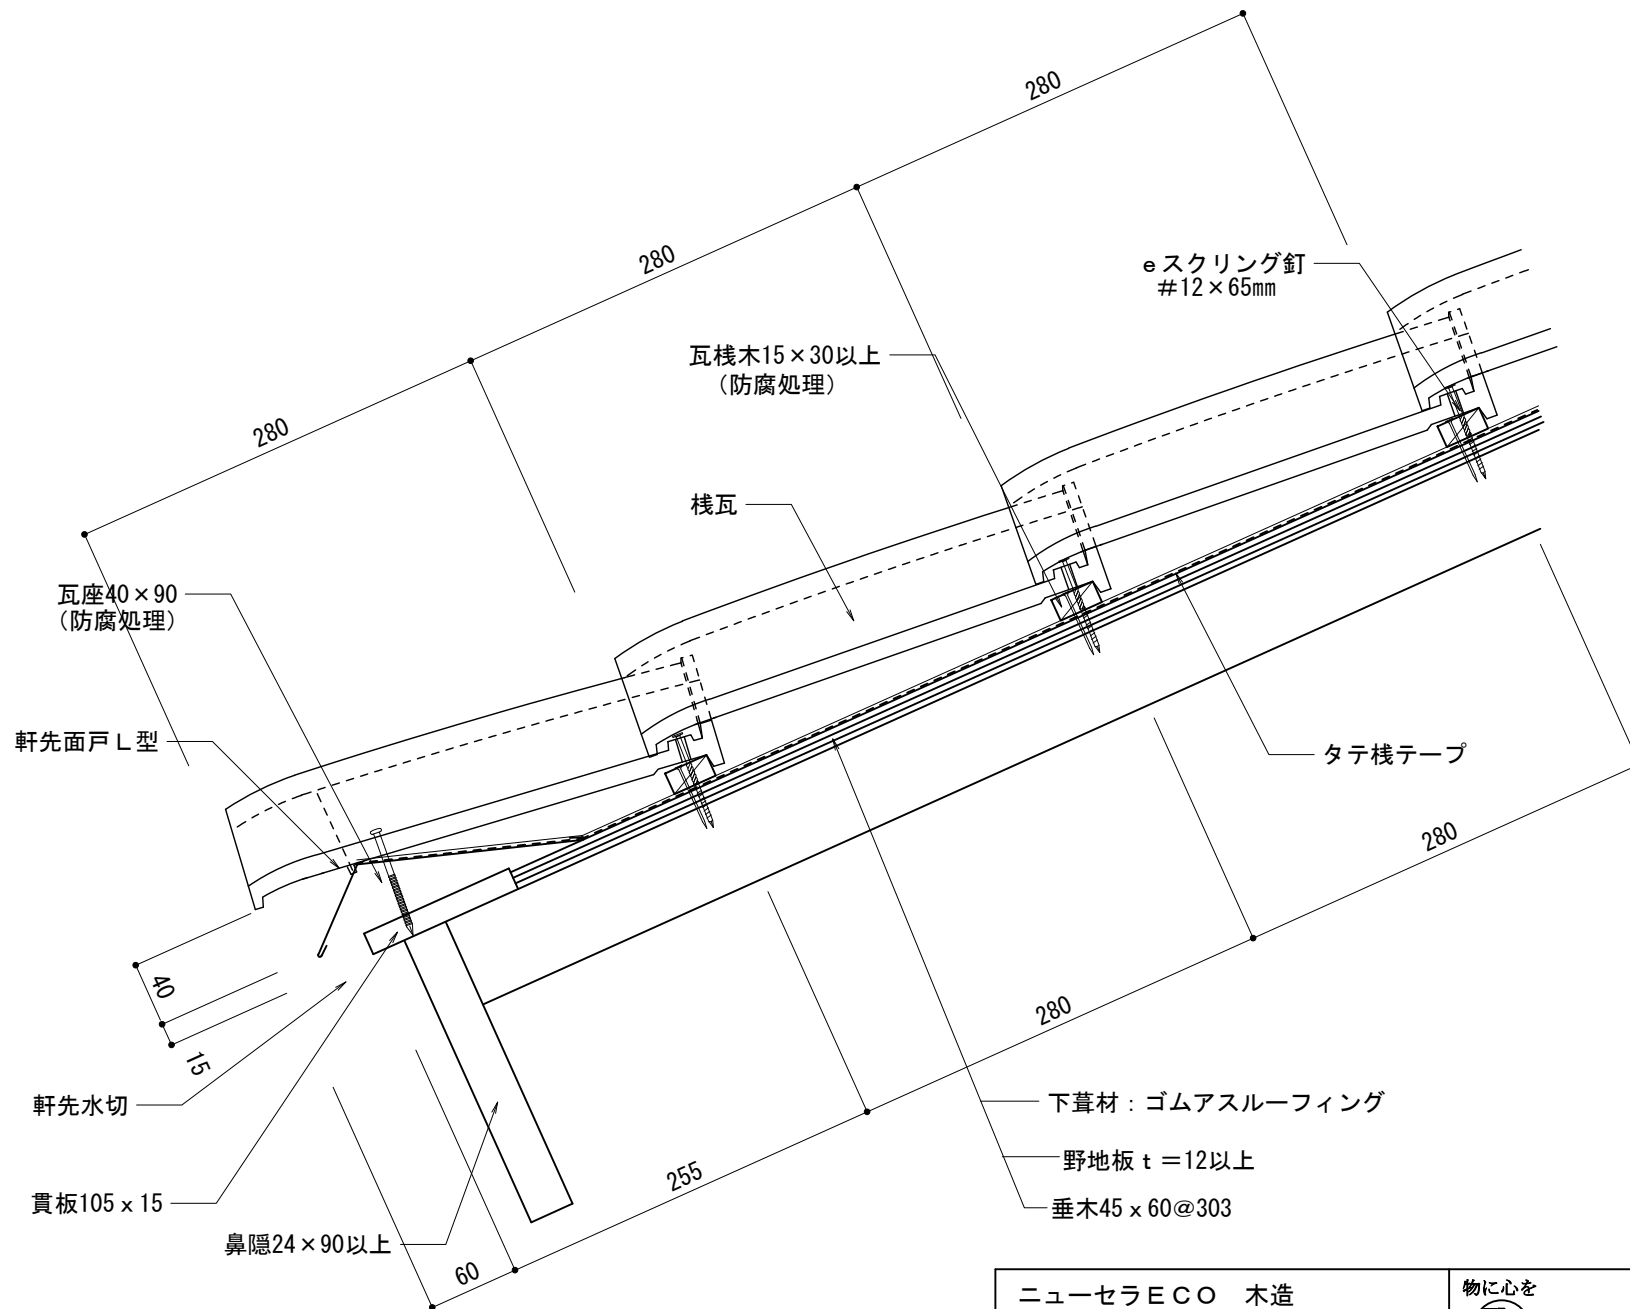 280
280
eスクリング釘
#12×65mm
瓦桟木15×30以上
(防腐処理)
280
桟瓦
瓦座40×90
(防腐処理)
軒先面戸L型
タテ桟テープ
280
40
280
15
軒先水切
下葺材：ゴムアスルーフィング
野地板t=12以上
255
貫板105x15
垂木45x60@303
鼻隠24×90以上
60
ニューセラECO 木造
物に心を